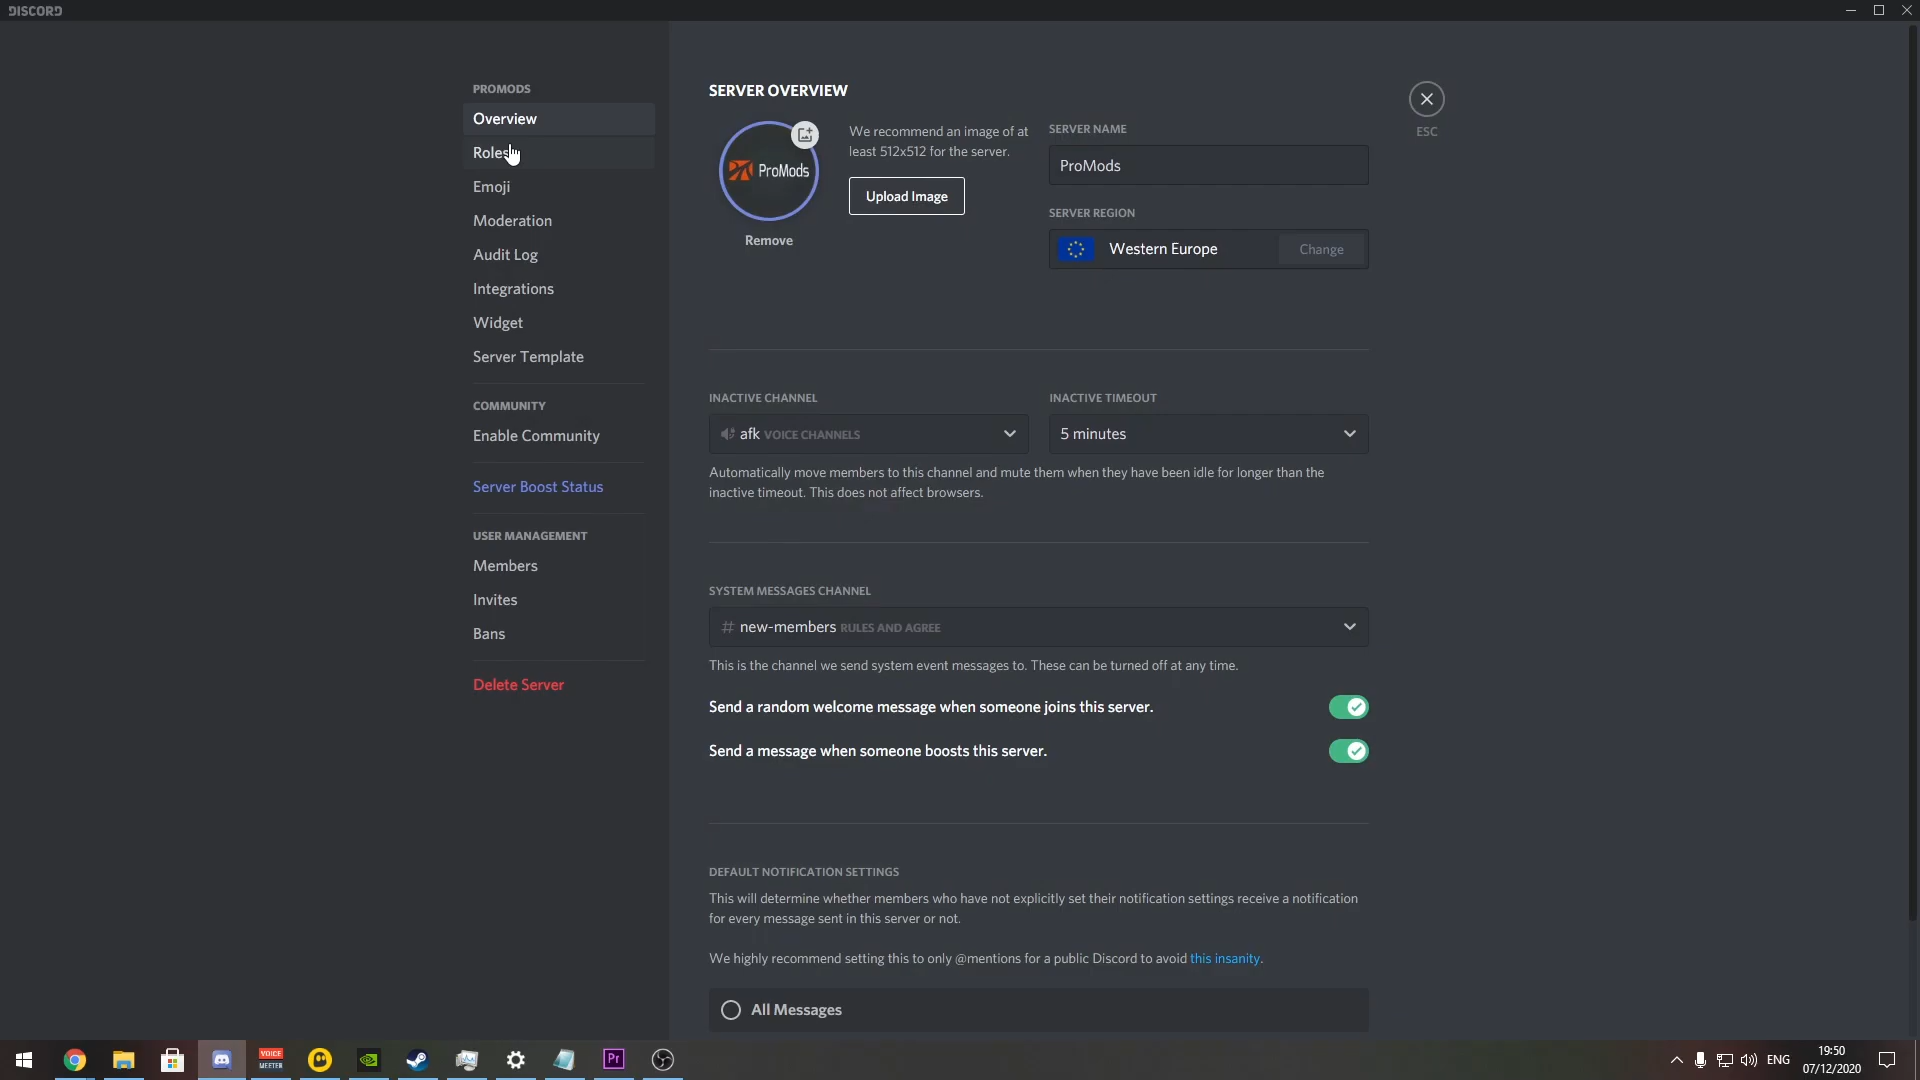 DISCORD
PROMODS
Overview
Roles
Emoji
Moderation
Audit Log
Integrations
Widget
Server Template
COMMUNITY
Enable Community
Server Boost Status
USER MANAGEMENT
Members
Invites
Bans
Delete Server
SERVER OVERVIEW
ProMods
Remove
We recommend an image of at
least 512x512 for the server.
Upload Image
SERVER NAME
ProMods
SERVER REGION
Western Europe
Change
ESC
INACTIVE CHANNEL
afk VOICE CHANNELS
INACTIVE TIMEOUT
5 minutes
Automatically move members to this channel and mute them when they have been idle for longer than the
inactive timeout. This does not affect browsers.
SYSTEM MESSAGES CHANNEL
# new-members RULES AND AGREE
This is the channel we send system event messages to. These can be turned off at any time.
Send a random welcome message when someone joins this server.
Send a message when someone boosts this server.
DEFAULT NOTIFICATION SETTINGS
This will determine whether members who have not explicitly set their notification settings receive a notification
for every message sent in this server or not.
We highly recommend setting this to only @mentions for a public Discord to avoid this insanity.
All Messages
VOICE
MEETER
Pr
ENG
19:50
07/12/2020